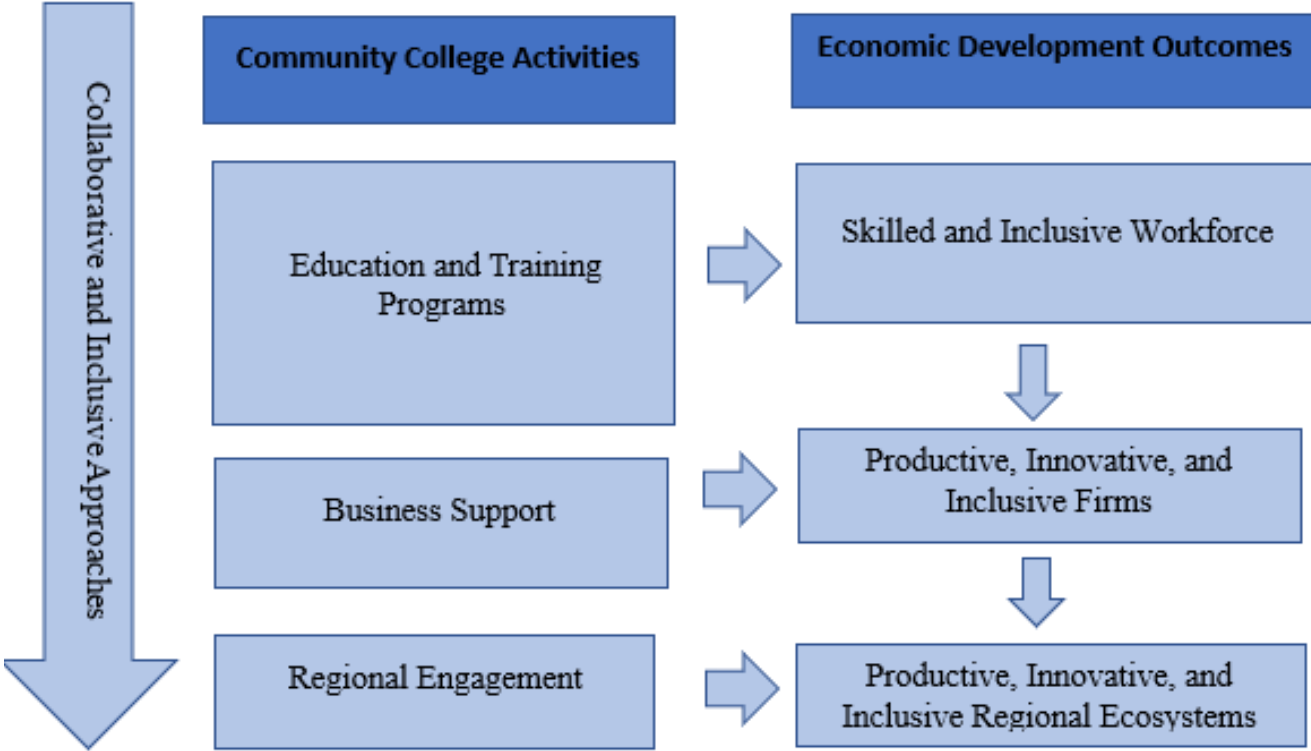 Collaborative and Inclusive Approaches
Community College Activities
Economic Development Outcomes
Education and Training
Programs
Skilled and Inclusive Workforce
Business Support
Productive, Innovative, and
Inclusive Firms
Regional Engagement
Productive, Innovative, and
Inclusive Regional Ecosystems